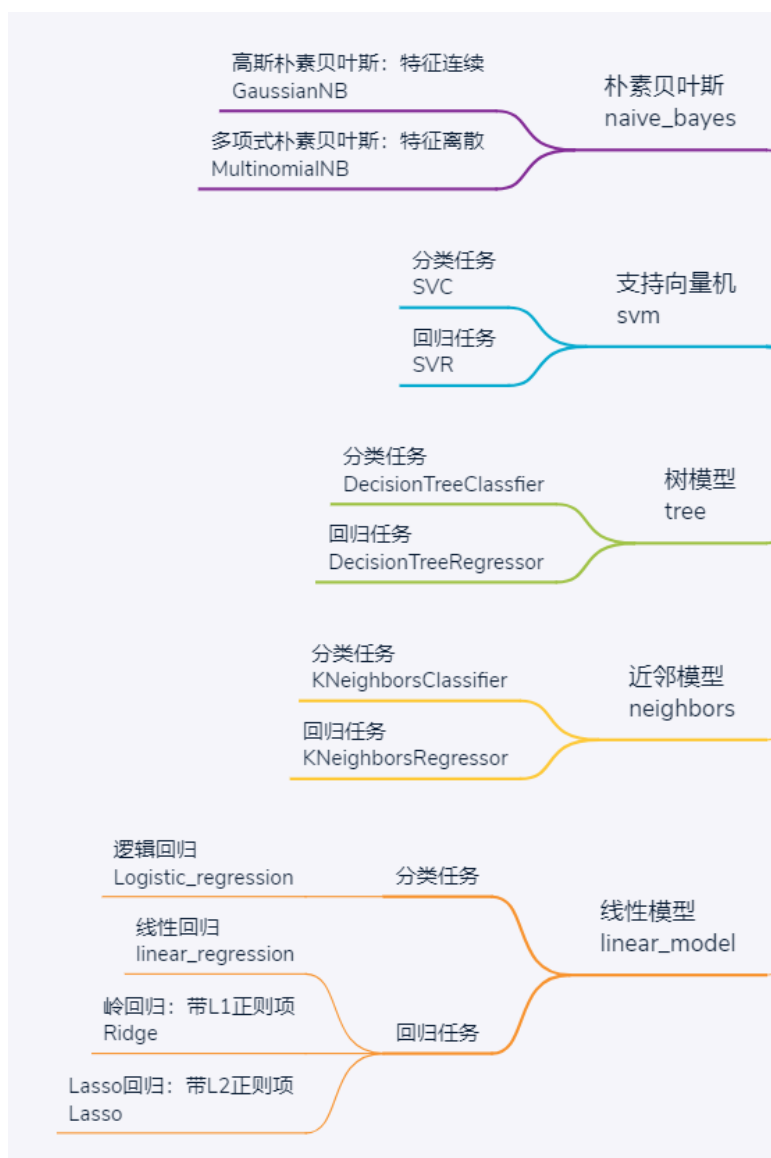 高斯朴素贝叶斯：特征连续
GaussianNB
朴素贝叶斯
naive_bayes
多项式朴素贝叶斯：特征离散
MultinomialNB
分类任务
SVC
支持向量机
svm
回归任务
SVR
分类任务
DecisionTreeClassfier
树模型
tree
回归任务
DecisionTreeRegressor
分类任务
KNeighborsClassifier
近邻模型
neighbors
回归任务
KNeighborsRegressor
逻辑回归
Logistic_regression
分类任务
线性模型
linear_model
线性回归
linear_regression
岭回归：带L1正则项
Ridge
回归任务
Lasso回归：带L2正则项
Lasso